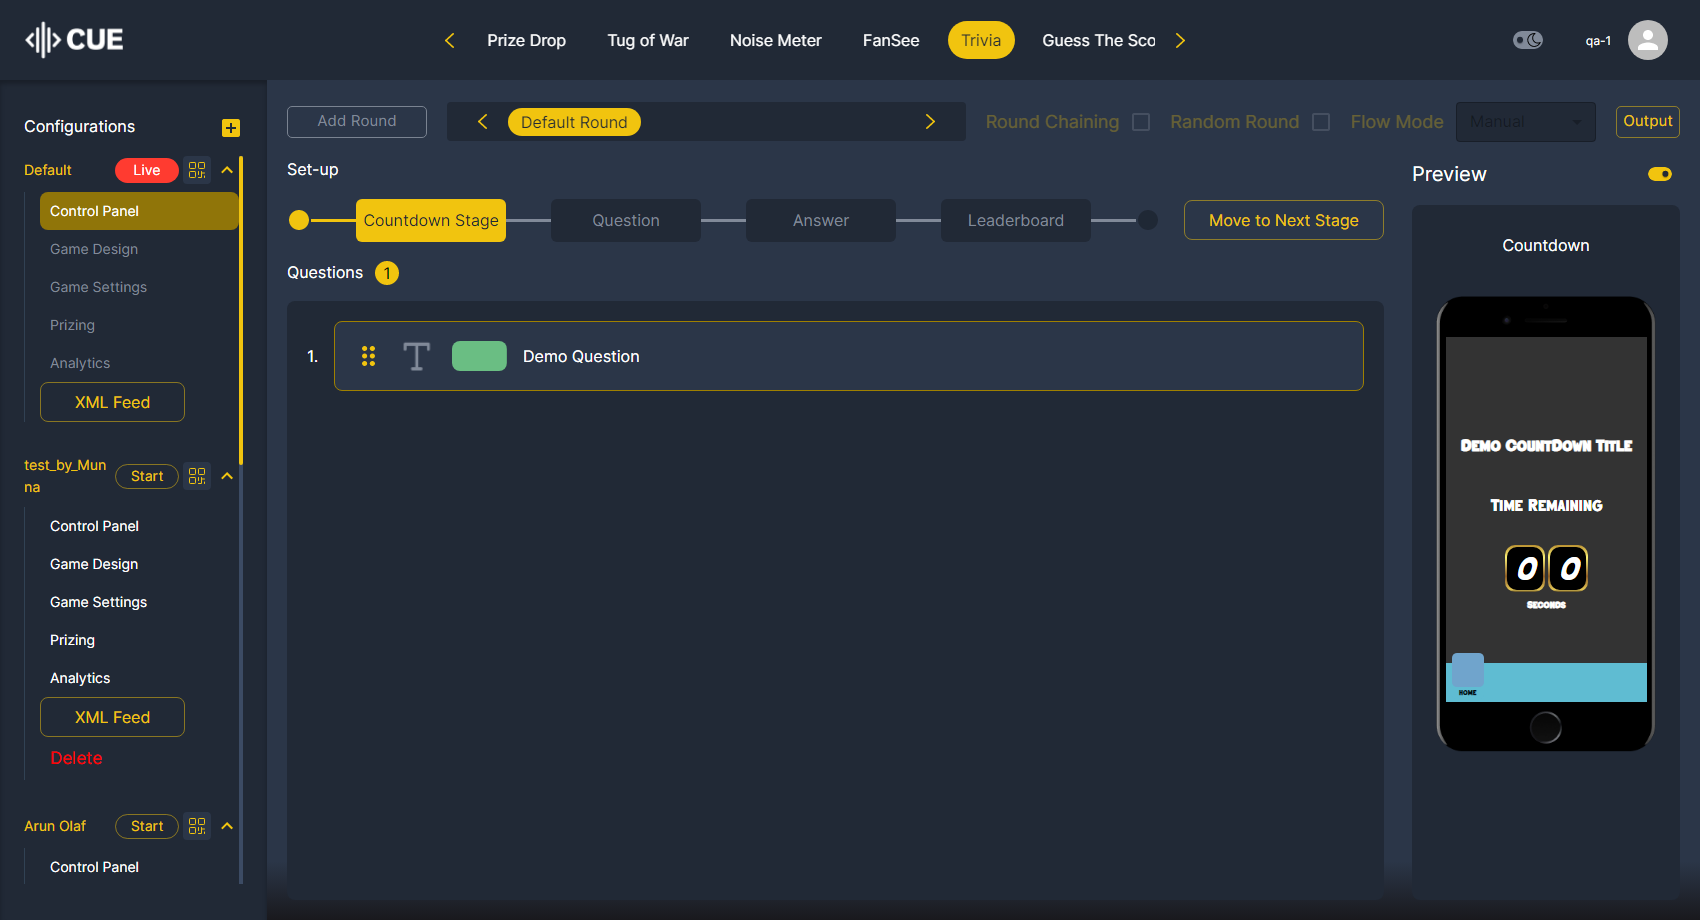 CUE
Prize Drop
Tug of War
Noise Meter
FanSee
Trivia
Guess The Sco
qa-1
Configurations
Default
Live
Control Panel
Game Design
Game Settings
Prizing
Analytics
XML Feed
test_by_Mun
na
Start
Control Panel
Game Design
Game Settings
Prizing
Analytics
XML Feed
Delete
Arun Olaf
Start
Control Panel
Add Round
Default Round
Round Chaining
Random Round
Flow Mode
Manual
Output
Set-up
Countdown Stage
Question
Answer
Leaderboard
Move to Next Stage
Questions 1
1.
T
Demo Question
Preview
Countdown
Demo CountDown Title
Time Remaining
0 0
Seconds
HOME